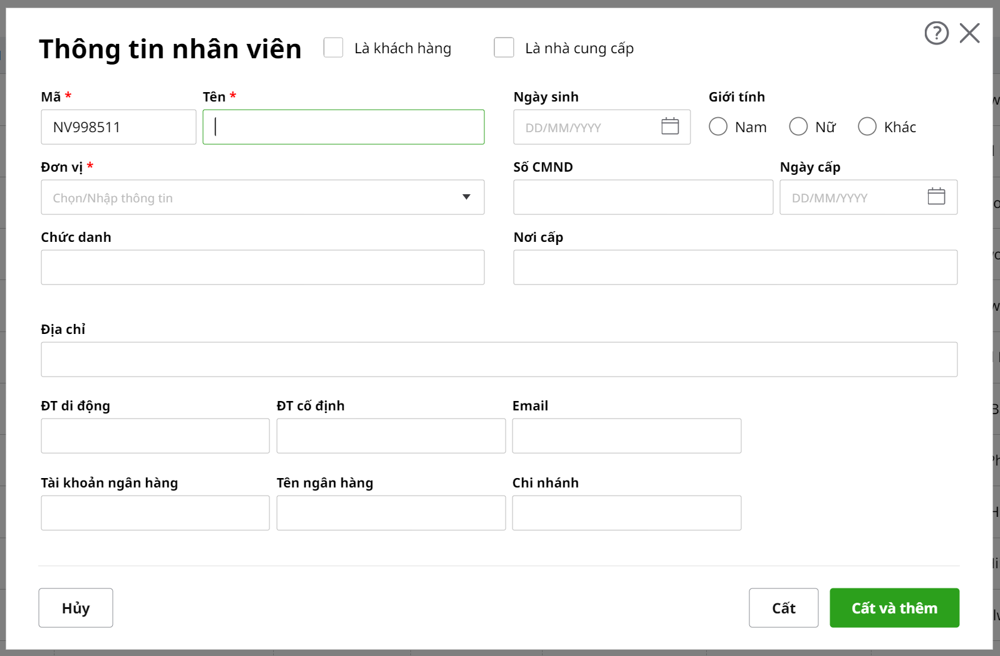 Thông tin nhân viên Là khách hàng Là nhà cung cấp
Mã * Tên * Ngày sinh Giới tính
NV998511 DD/MM/YYYY Nam Nữ Khác
Đơn vị * Số CMND Ngày cấp
Chọn/Nhập thông tin DD/MM/YYYY
Chức danh Nơi cấp
Địa chỉ
ĐT di động ĐT cố định Email
Tài khoản ngân hàng Tên ngân hàng Chi nhánh
Hủy Cất Cất và thêm